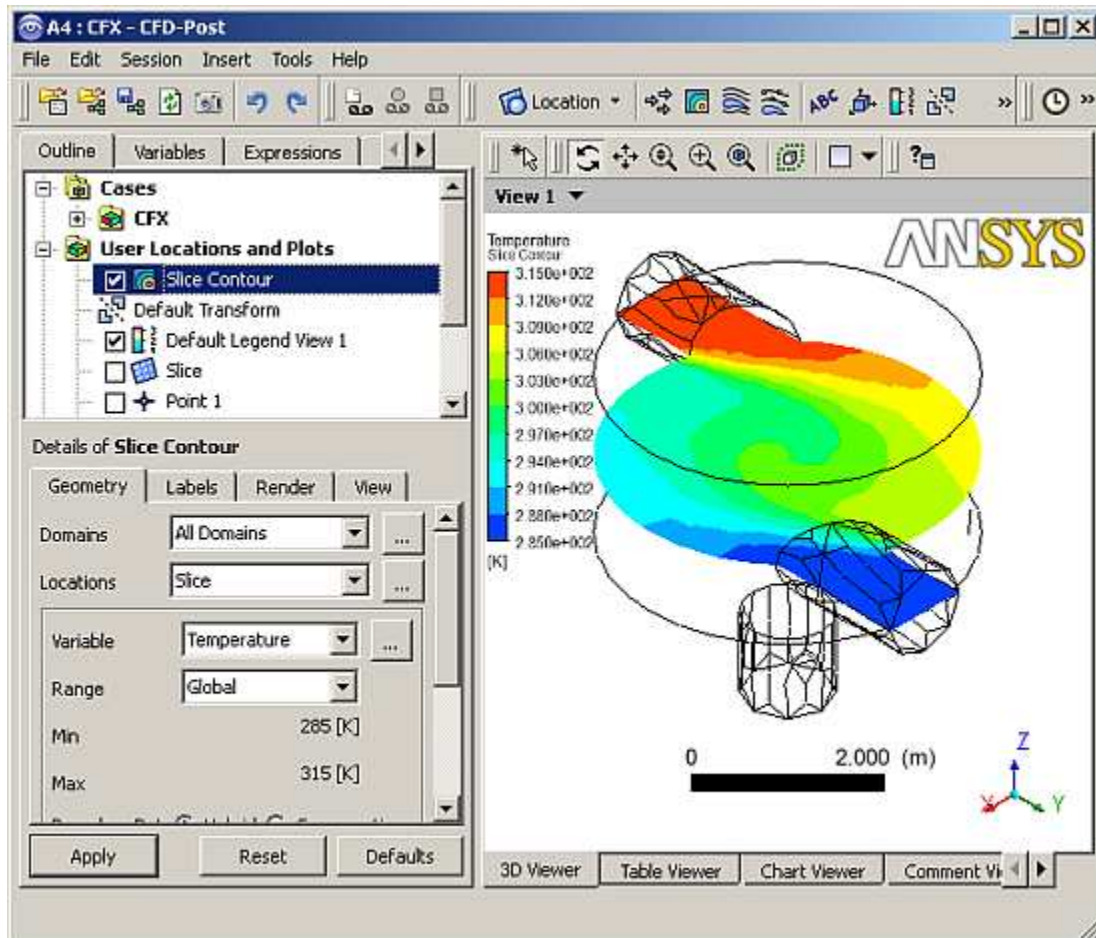 A4 : CFX - CFD-Post
File Edit Session Insert Tools Help
Location
ABC
Outline Variables Expressions
Cases
CFX
User Locations and Plots
Slice Contour
Default Transform
Default Legend View 1
Slice
Point 1
Details of Slice Contour
Geometry Labels Render View
Domains All Domains ...
Locations Slice ...
Variable Temperature ...
Range Global
Min 285 [K]
Max 315 [K]
Apply Reset Defaults
View 1
ANSYS
Temperature
Slice Contour
3.150e+002
3.120e+002
3.090e+002
3.060e+002
3.030e+002
3.000e+002
2.970e+002
2.940e+002
2.910e+002
2.880e+002
2.850e+002
[K]
0 2.000 (m)
Z
X Y
3D Viewer Table Viewer Chart Viewer Comment Vi